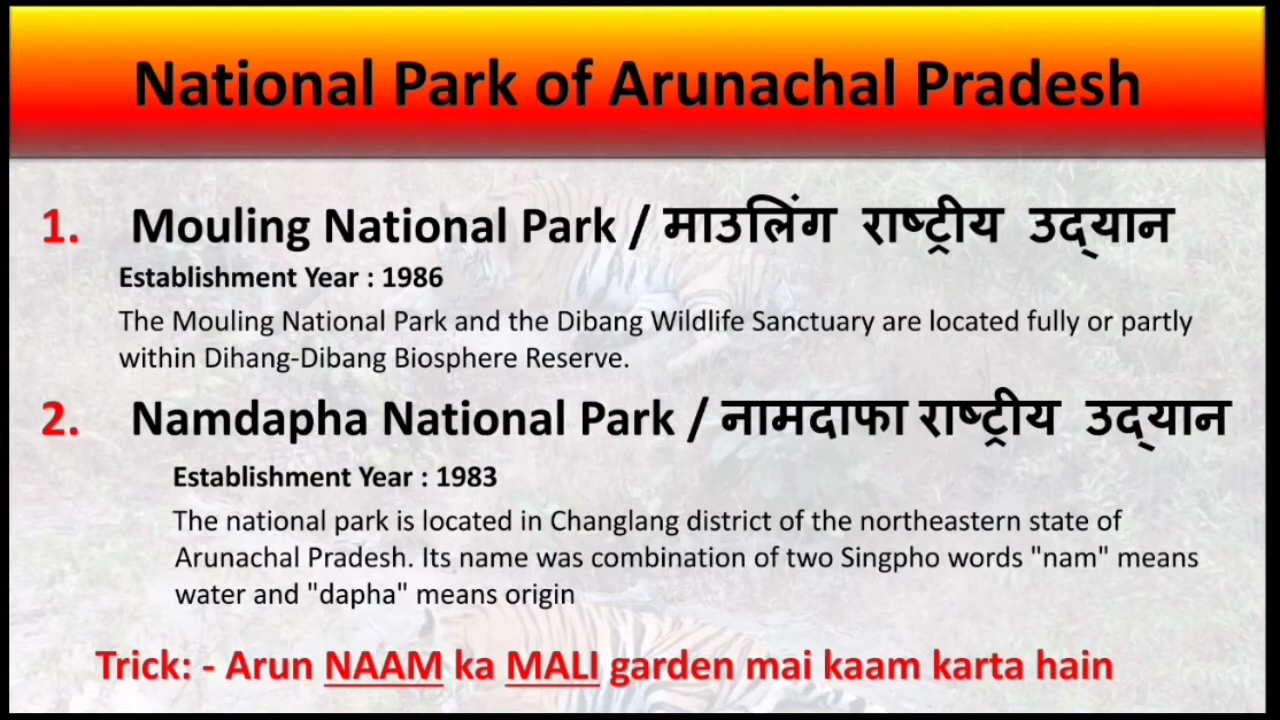 National Park of Arunachal Pradesh
1. Mouling National Park / माउलिंग राष्ट्रीय उद्यान
Establishment Year : 1986
The Mouling National Park and the Dibang Wildlife Sanctuary are located fully or partly
within Dihang-Dibang Biosphere Reserve.
2. Namdapha National Park / नामदाफा राष्ट्रीय उद्यान
Establishment Year : 1983
The national park is located in Changlang district of the northeastern state of
Arunachal Pradesh. Its name was combination of two Singpho words "nam" means
water and "dapha" means origin
Trick: - Arun NAAM ka MALI garden mai kaam karta hain